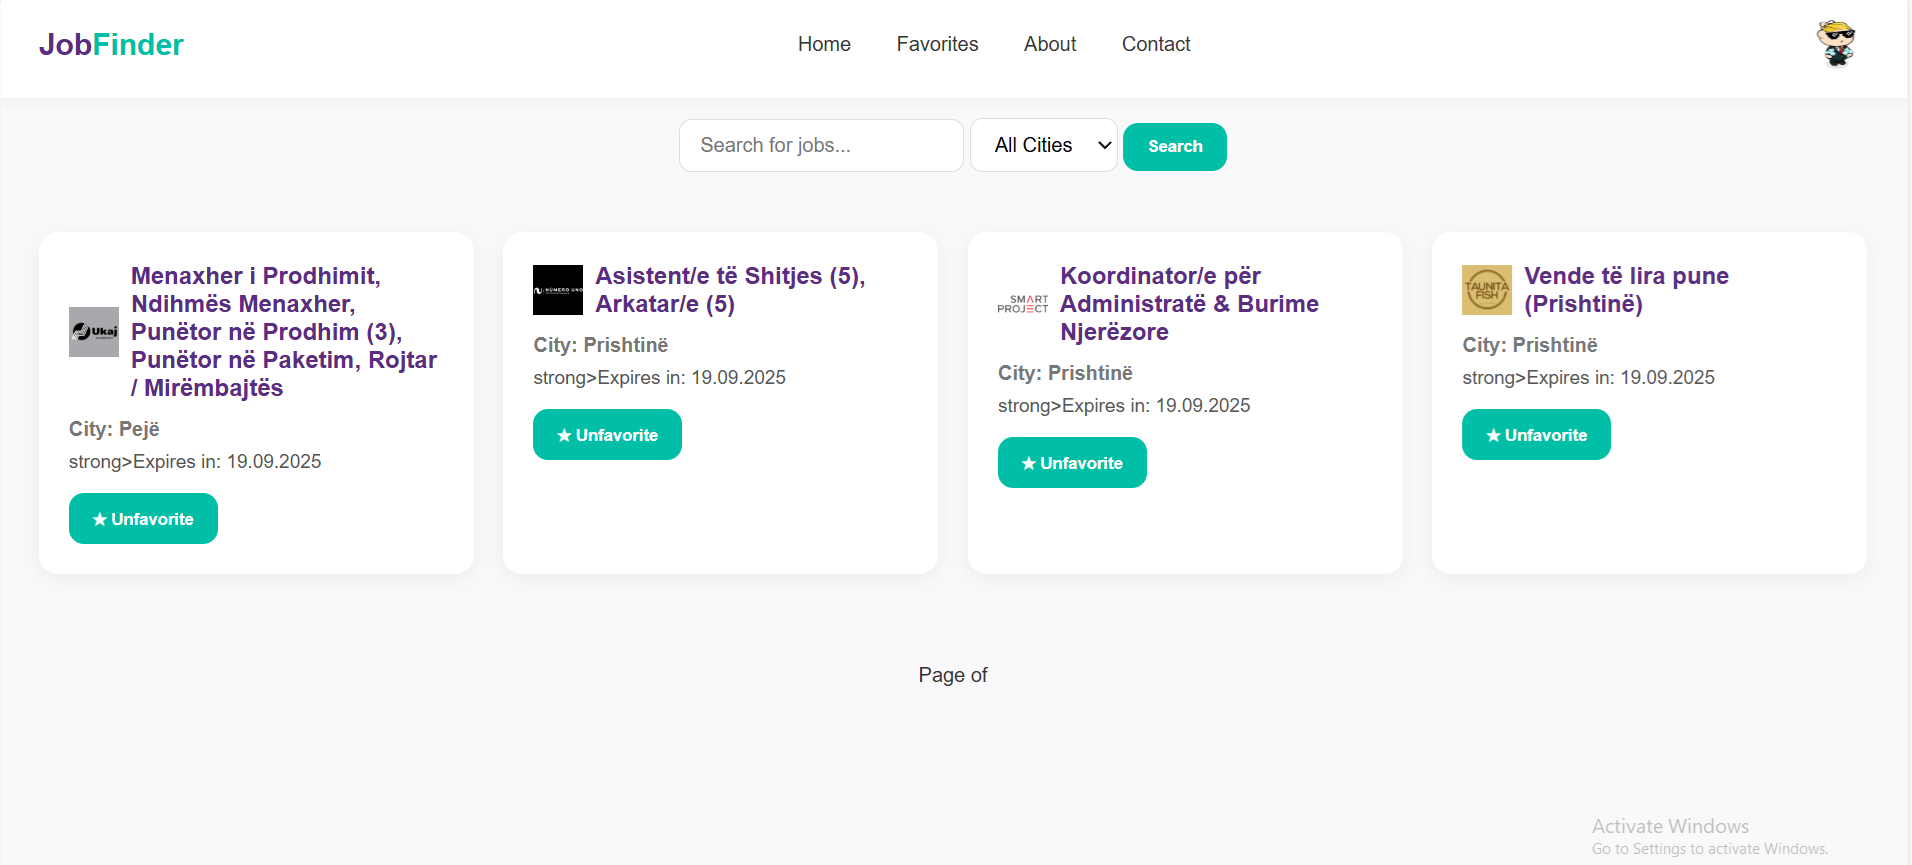 JobFinder
Home
Favorites
About
Contact
Search for jobs...
All Cities
Search
Ukaj
Menaxher i Prodhimit,
Ndihmës Menaxher,
Punëtor në Prodhim (3),
Punëtor në Paketim, Rojtar
/ Mirëmbajtës
City: Pejë
strong>Expires in: 19.09.2025
★ Unfavorite
NUMERO UNO
Asistent/e të Shitjes (5),
Arkatar/e (5)
City: Prishtinë
strong>Expires in: 19.09.2025
★ Unfavorite
SMART
PROJECT
Koordinator/e për
Administratë & Burime
Njerëzore
City: Prishtinë
strong>Expires in: 19.09.2025
★ Unfavorite
TAUNITA
FISH
Vende të lira pune
(Prishtinë)
City: Prishtinë
strong>Expires in: 19.09.2025
★ Unfavorite
Page of
Activate Windows
Go to Settings to activate Windows.